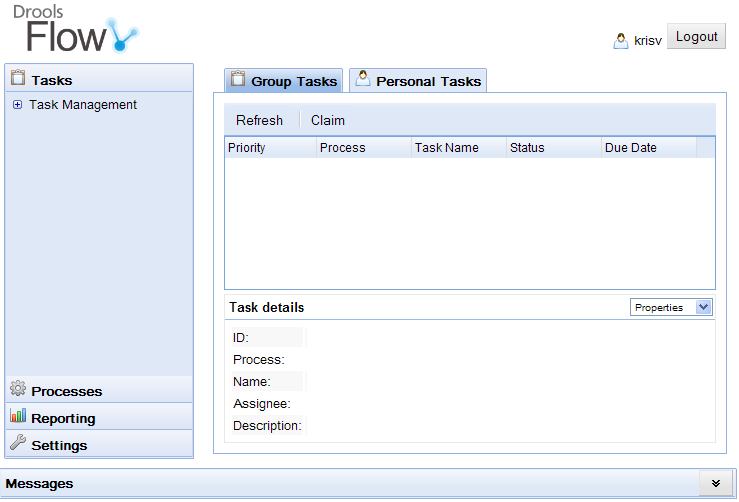 Drools
Flow
krisv Logout
Tasks
Task Management
Processes
Reporting
Settings
Group Tasks Personal Tasks
Refresh Claim
Priority Process Task Name Status Due Date
Task details Properties
ID:
Process:
Name:
Assignee:
Description:
Messages